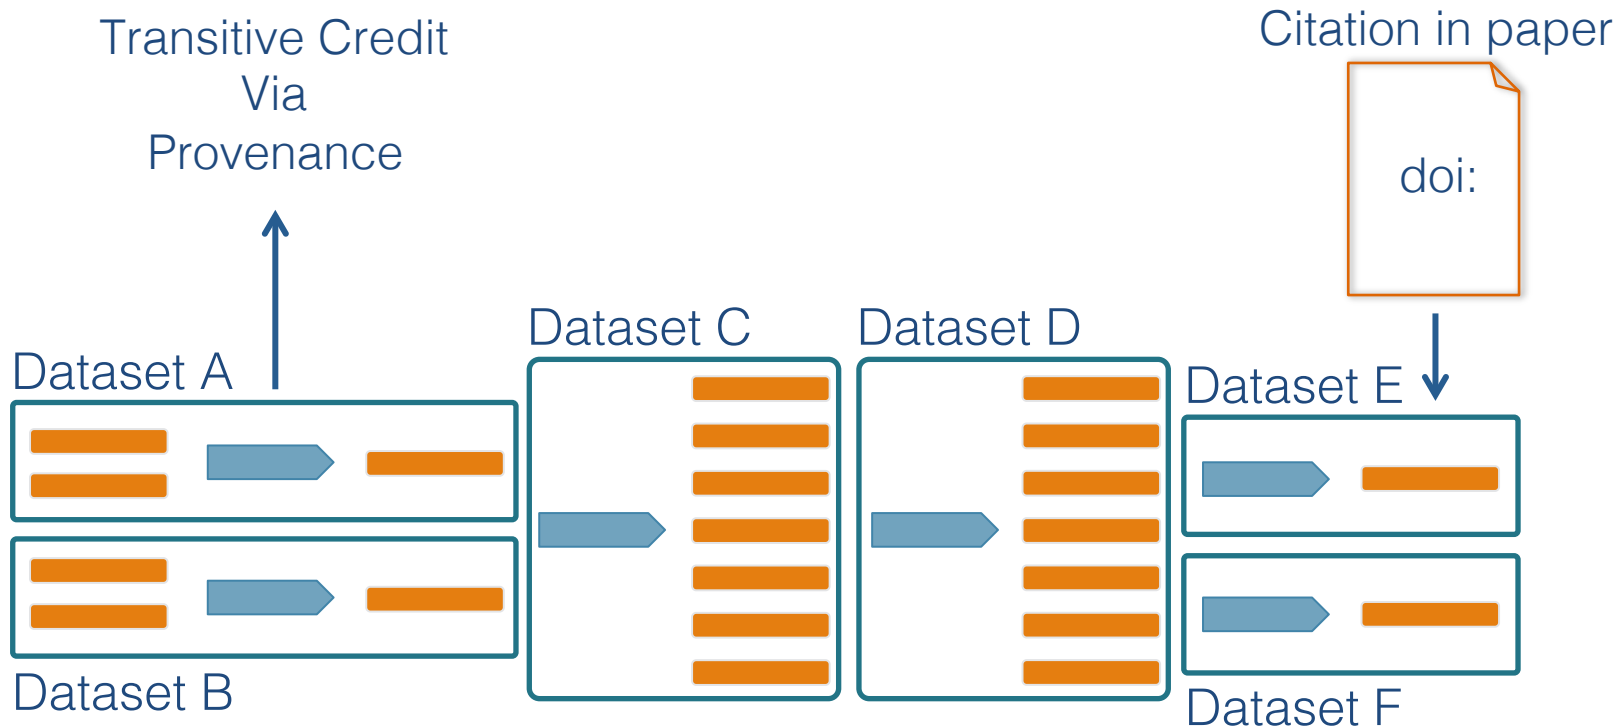 Transitive Credit
Via
Provenance
Citation in paper
doi:
Dataset A
Dataset B
Dataset C
Dataset D
Dataset E
Dataset F